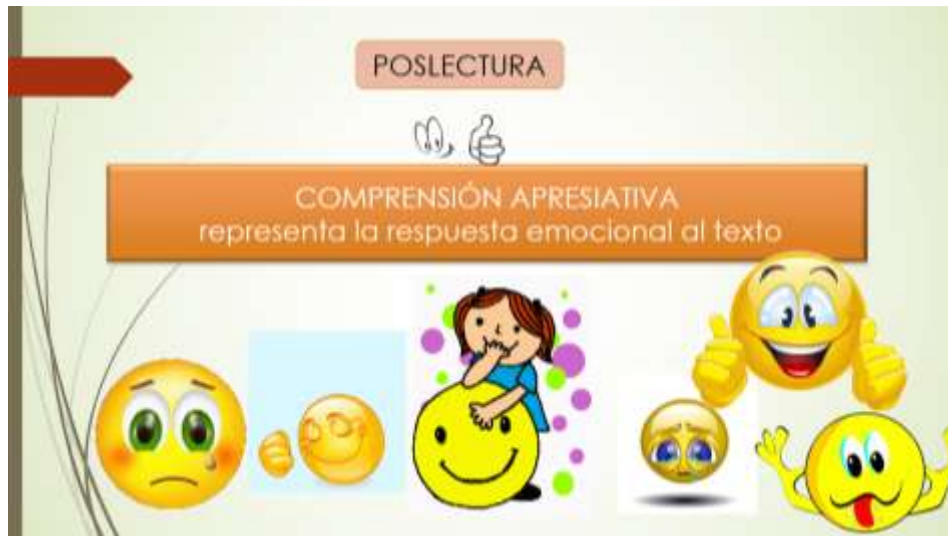 POSLECTURA
COMPRENSIÓN APRESIATIVA
representa la respuesta emocional al texto